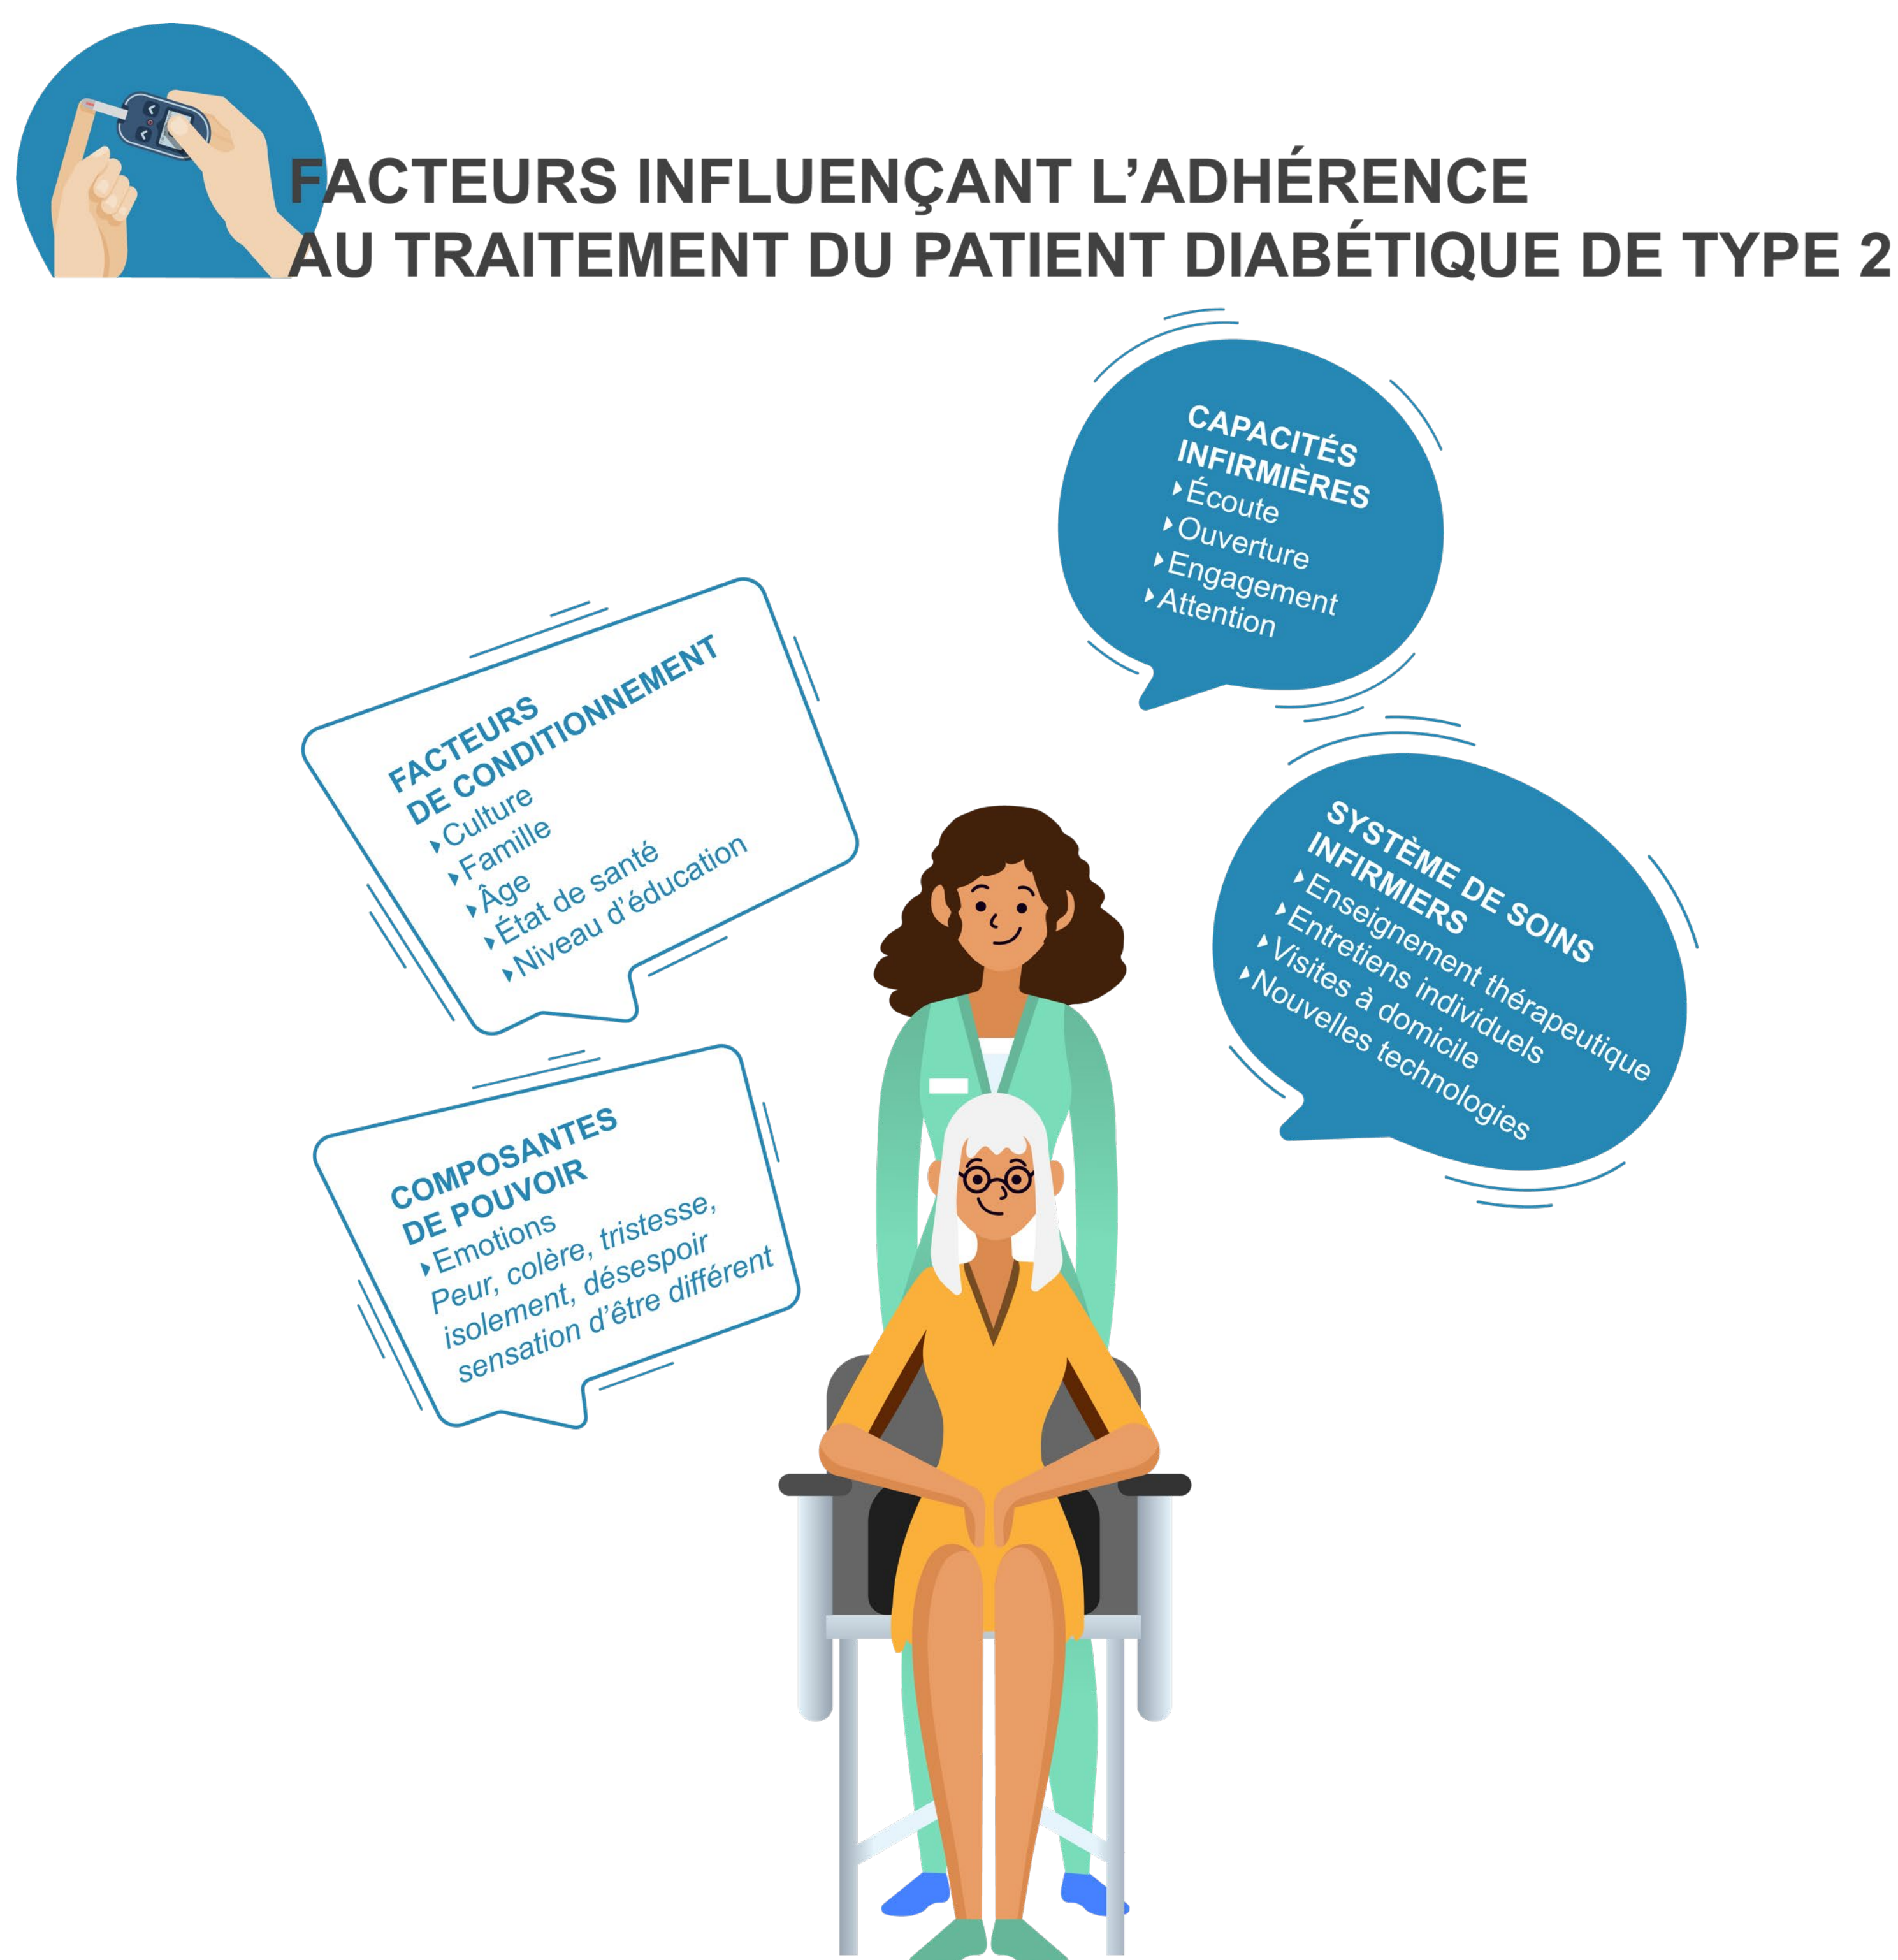 FACTEURS INFLUENÇANT L’ADHÉRENCE
AU TRAITEMENT DU PATIENT DIABÉTIQUE DE TYPE 2
CAPACITÉS
INFIRMIÈRES
Écoute
Ouverture
Engagement
Attention
FACTEURS
DE CONDITIONNEMENT
Culture
Famille
Âge
État de santé
Niveau d’éducation
SYSTÈME DE SOINS
INFIRMIERS
Enseignement thérapeutique
Entretiens individuels
Visites à domicile
Nouvelles technologies
COMPOSANTES
DE POUVOIR
Emotions
Peur, colère, tristesse,
isolement, désespoir
sensation d’être différent